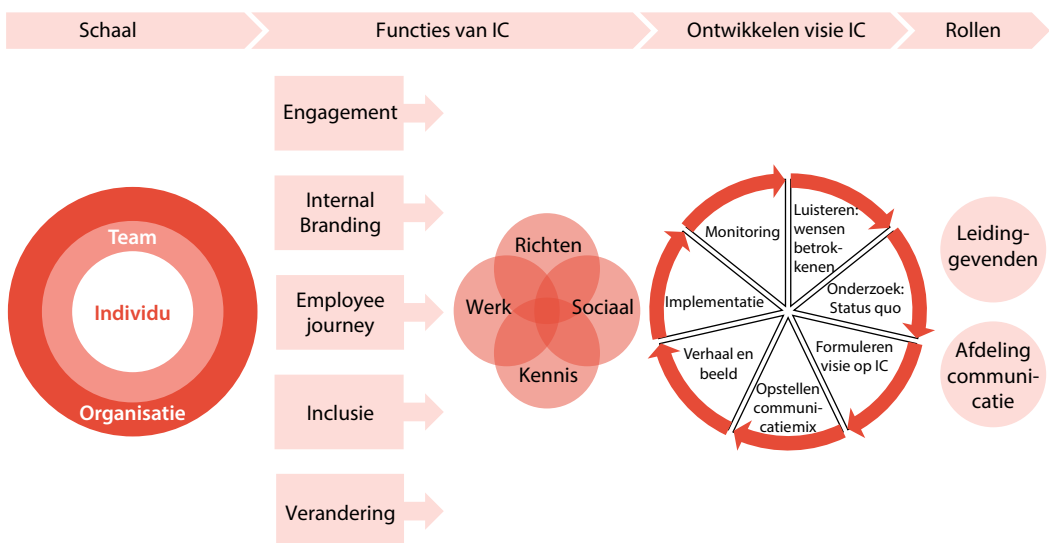 Schaal
Functies van IC
Ontwikkelen visie IC
Rollen
Team
Individu
Organisatie
Engagement
Internal
Branding
Employee
journey
Inclusie
Verandering
Richten
Werk
Sociaal
Kennis
Luisteren:
wensen
betrok-
kenen
Onderzoek:
Status quo
Formuleren
visie op IC
Opstellen
communi-
catiemix
Verhaal en
beeld
Implementatie
Monitoring
Leiding-
gevenden
Afdeling
communi-
catie